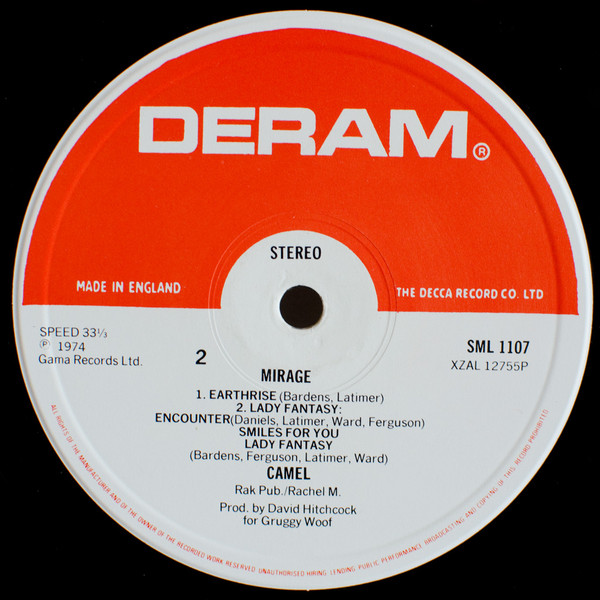 DERAM®
STEREO
MADE IN ENGLAND
THE DECCA RECORD CO. LTD
SPEED 33⅓
℗ 1974
Gama Records Ltd.
2
SML 1107
XZAL 12755P
MIRAGE
1. EARTHRISE (Bardens, Latimer)
2. LADY FANTASY:
ENCOUNTER(Daniels, Latimer, Ward, Ferguson)
SMILES FOR YOU
LADY FANTASY
(Bardens, Ferguson, Latimer, Ward)
CAMEL
Rak Pub./Rachel M.
Prod. by David Hitchcock
for Gruggy Woof
ALL RIGHTS OF THE MANUFACTURER AND OF THE OWNER OF THE RECORDED WORK RESERVED. UNAUTHORISED HIRING, LENDING, PUBLIC PERFORMANCE, BROADCASTING AND COPYING OF THIS RECORD PROHIBITED